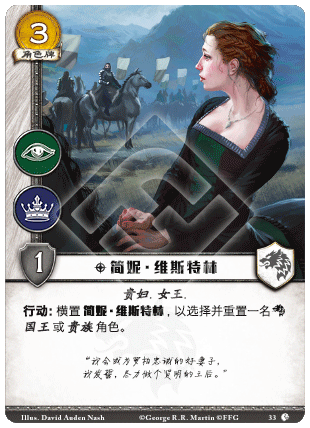 3
角色牌
1
简妮·维斯特林
贵妇. 女王.
行动: 横置 简妮·维斯特林, 以选择并重置一名
国王 或 贵族 角色。
“我会成为罗柏忠诚的好妻子,
我发誓, 尽力做个贤明的王后。”
Illus. David Auden Nash ©George R.R. Martin ©FFG 33